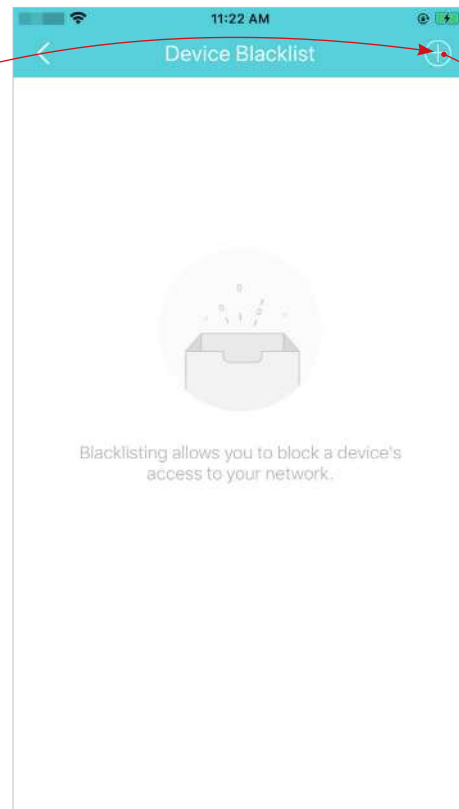 11:22 AM
Device Blacklist
Blacklisting allows you to block a device's
access to your network.